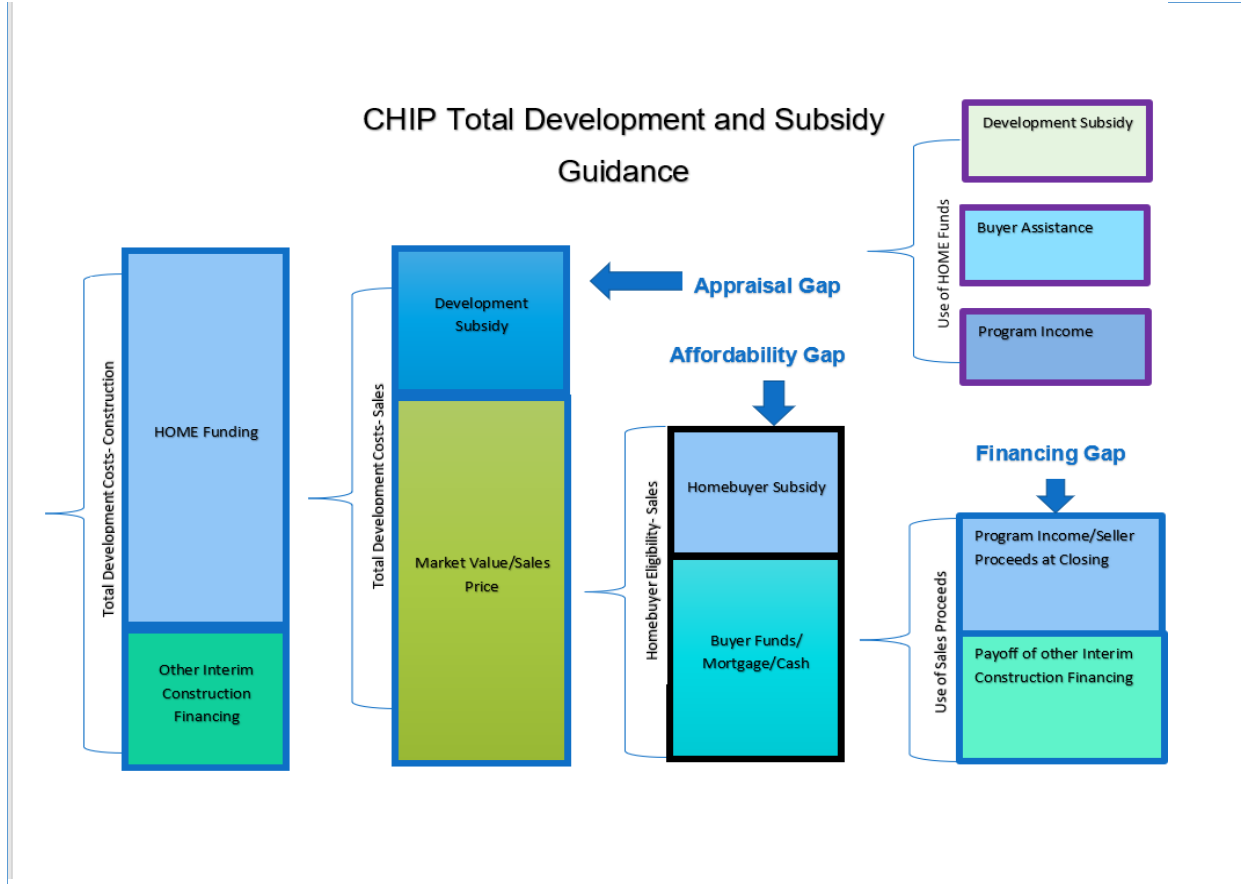 CHIP Total Development and Subsidy
Guidance
Total Development Costs- Construction
HOME Funding
Other Interim
Construction
Financing
Total Develoment Costs- Sales
Development
Subsidy
Market Value/Sales
Price
Appraisal Gap
Affordability Gap
Homebuyer Eligibility- Sales
Homebuyer Subsidy
Buyer Funds/
Mortgage/Cash
Use of HOME Funds
Development Subsidy
Buyer Assistance
Program Income
Financing Gap
Use of Sales Proceeds
Program Income/Seller
Proceeds at Closing
Payoff of other Interim
Construction Financing